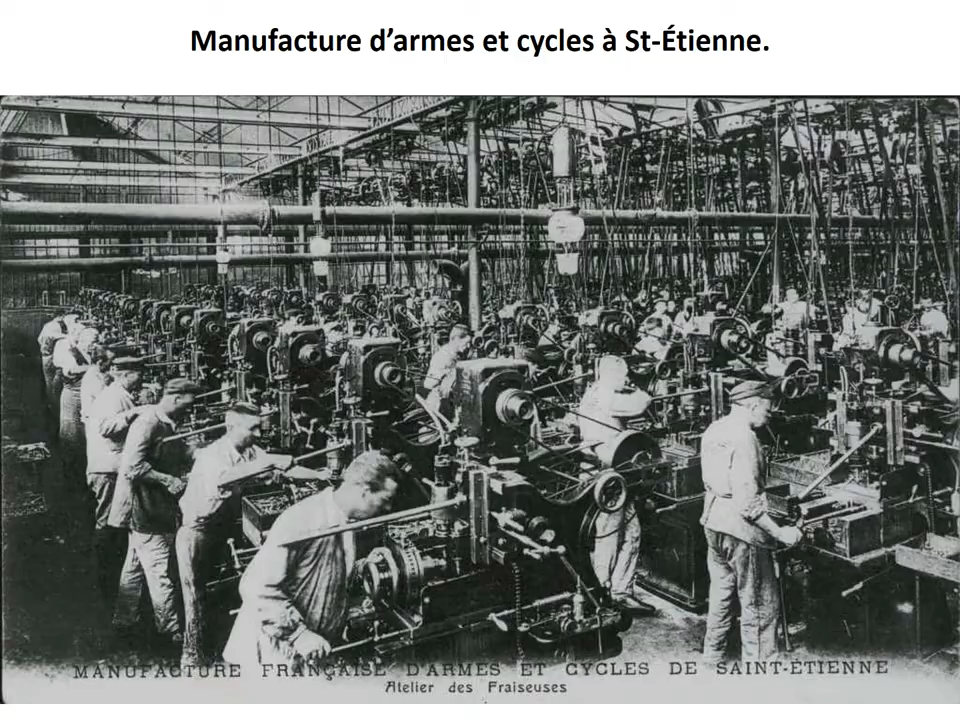 Manufacture d’armes et cycles à St-Étienne.
MANUFACTURE FRANÇAISE D'ARMES ET CYCLES DE SAINT-ÉTIENNE
Atelier des Fraiseuses